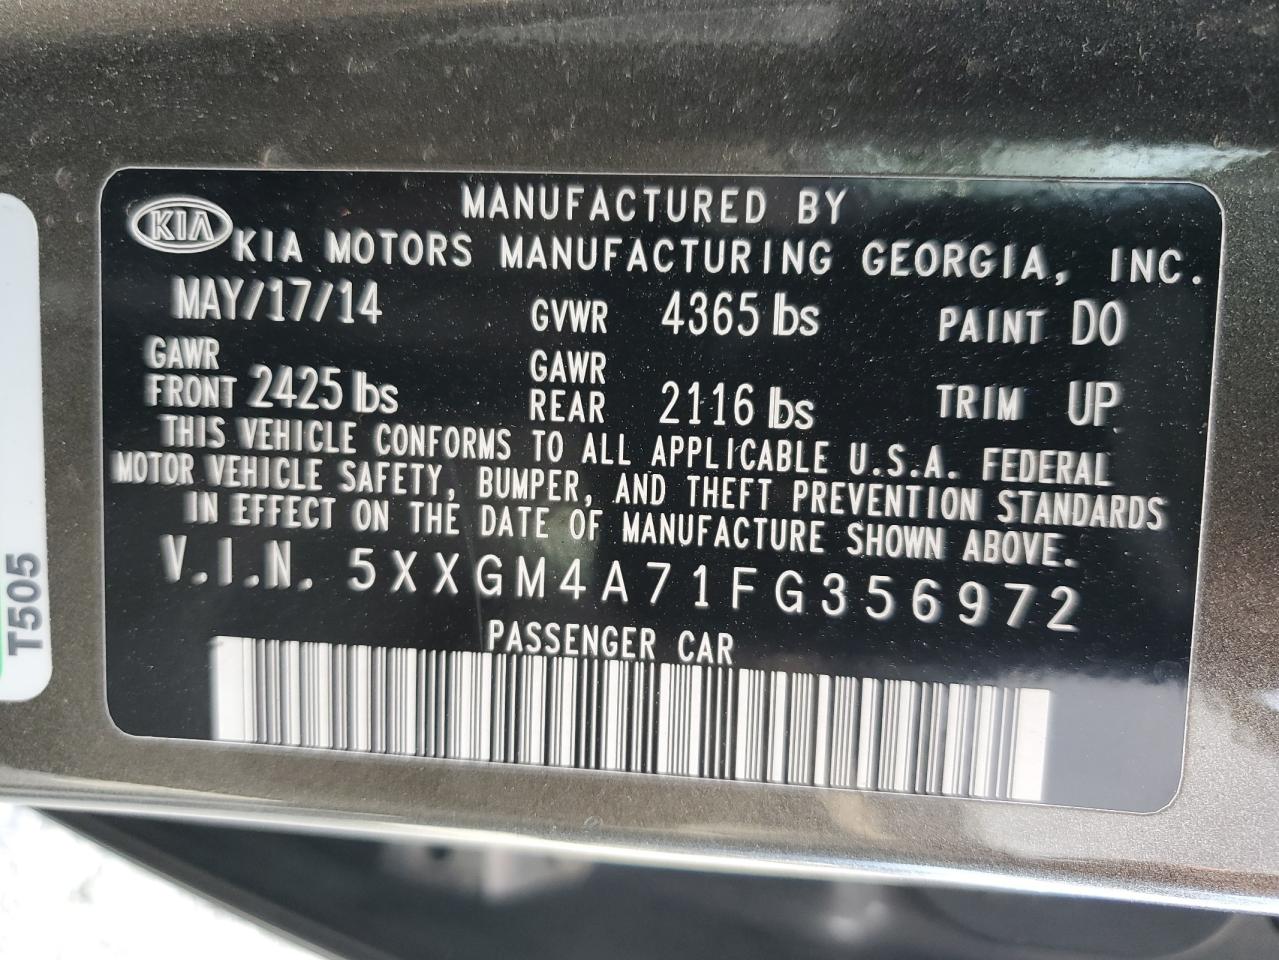 MANUFACTURED BY
KIA KIA MOTORS MANUFACTURING GEORGIA, INC.
MAY/17/14 GVWR 4365 lbs PAINT D0
GAWR FRONT 2425 lbs GAWR REAR 2116 lbs TRIM UP
THIS VEHICLE CONFORMS TO ALL APPLICABLE U.S.A. FEDERAL
MOTOR VEHICLE SAFETY, BUMPER, AND THEFT PREVENTION STANDARDS
IN EFFECT ON THE DATE OF MANUFACTURE SHOWN ABOVE.
V.I.N. 5XXGM4A71FG356972
PASSENGER CAR
T505